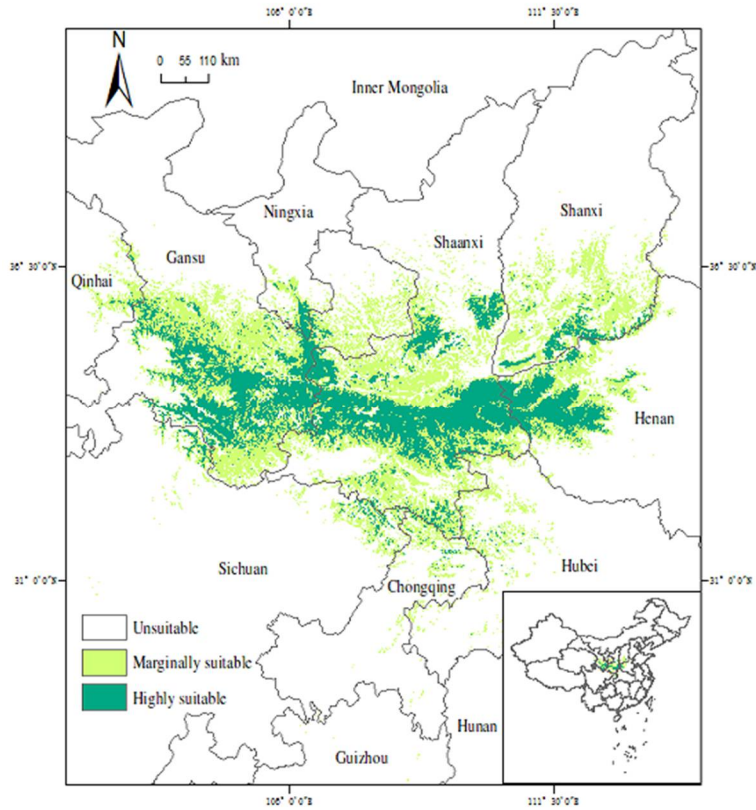 106°0'0"S 111°30'0"S
N
0 55 110 km
Inner Mongolia
Ningxia
Shanxi
Shaanxi
Gansu
36°30'0"S 36°30'0"S
Qinhai
Henan
Sichuan
Hubei
31°0'0"S 31°0'0"S
Chongqing
Unsuitable
Marginally suitable
Highly suitable
Hunan
Guizhou
106°0'0"S 111°30'0"S